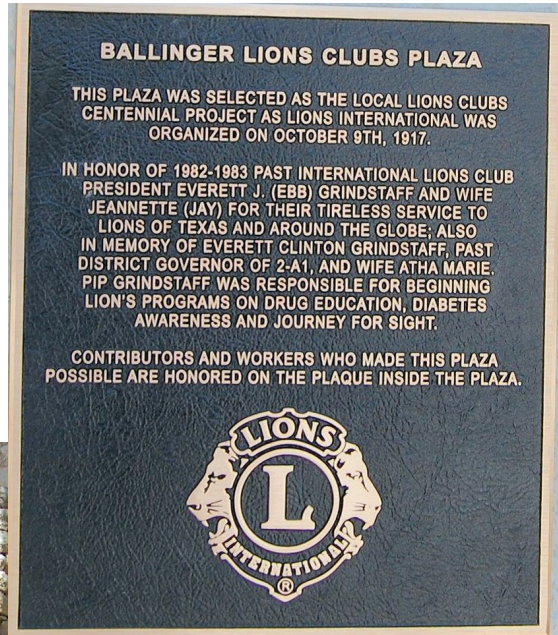 BALLINGER LIONS CLUBS PLAZA
THIS PLAZA WAS SELECTED AS THE LOCAL LIONS CLUBS
CENTENNIAL PROJECT AS LIONS INTERNATIONAL WAS
ORGANIZED ON OCTOBER 9TH, 1917.
IN HONOR OF 1982-1983 PAST INTERNATIONAL LIONS CLUB
PRESIDENT EVERETT J. (EBB) GRINDSTAFF AND WIFE
JEANNETTE (JAY) FOR THEIR TIRELESS SERVICE TO
LIONS OF TEXAS AND AROUND THE GLOBE; ALSO
IN MEMORY OF EVERETT CLINTON GRINDSTAFF, PAST
DISTRICT GOVERNOR OF 2-A1, AND WIFE ATHA MARIE.
PIP GRINDSTAFF WAS RESPONSIBLE FOR BEGINNING
LION'S PROGRAMS ON DRUG EDUCATION, DIABETES
AWARENESS AND JOURNEY FOR SIGHT.
CONTRIBUTORS AND WORKERS WHO MADE THIS PLAZA
POSSIBLE ARE HONORED ON THE PLAQUE INSIDE THE PLAZA.
LIONS
L
INTERNATIONAL
®